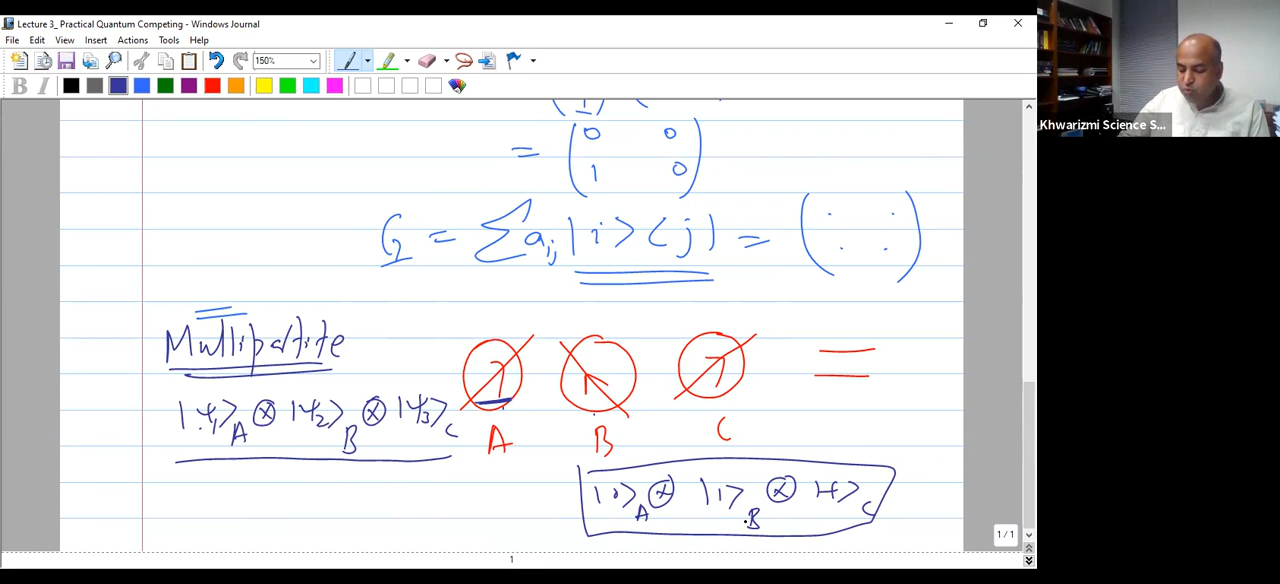 Lecture 3_ Practical Quantum Competing - Windows Journal
File Edit View Insert Actions Tools Help
150%
B I
Khwarizmi Science S...
= ( 0 0
1 0 )
= Σ a_ij |i> <j| = ( )
Multipartite
|ψ1>_A ⊗ |ψ2>_B ⊗ |ψ3>_C
A B C
=
|0>_A ⊗ |1>_B ⊗ |+>_C
1/1
1